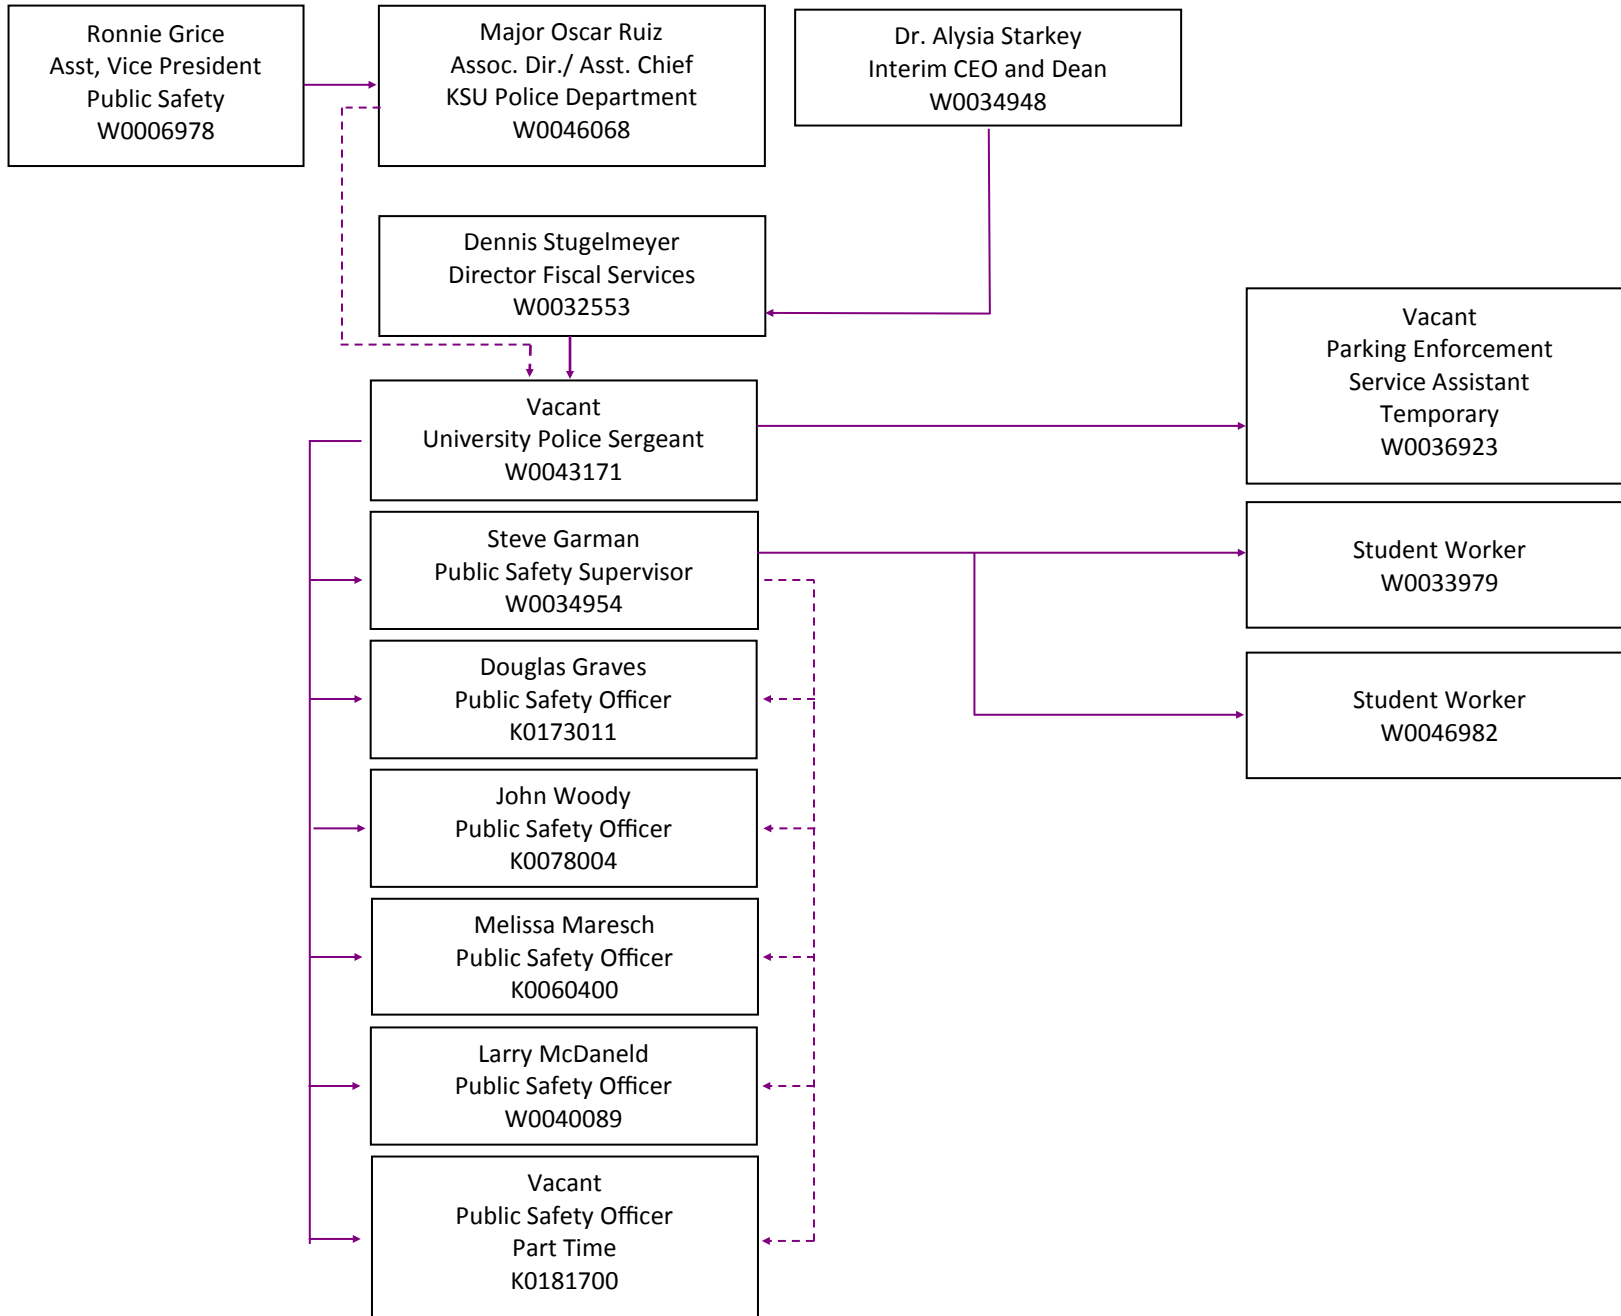 Ronnie Grice
Asst, Vice President
Public Safety
W0006978
Major Oscar Ruiz
Assoc. Dir./ Asst. Chief
KSU Police Department
W0046068
Dr. Alysia Starkey
Interim CEO and Dean
W0034948
Dennis Stugelmeyer
Director Fiscal Services
W0032553
Vacant
Parking Enforcement
Service Assistant
Temporary
W0036923
Vacant
University Police Sergeant
W0043171
Steve Garman
Public Safety Supervisor
W0034954
Student Worker
W0033979
Douglas Graves
Public Safety Officer
K0173011
Student Worker
W0046982
John Woody
Public Safety Officer
K0078004
Melissa Maresch
Public Safety Officer
K0060400
Larry McDaneld
Public Safety Officer
W0040089
Vacant
Public Safety Officer
Part Time
K0181700